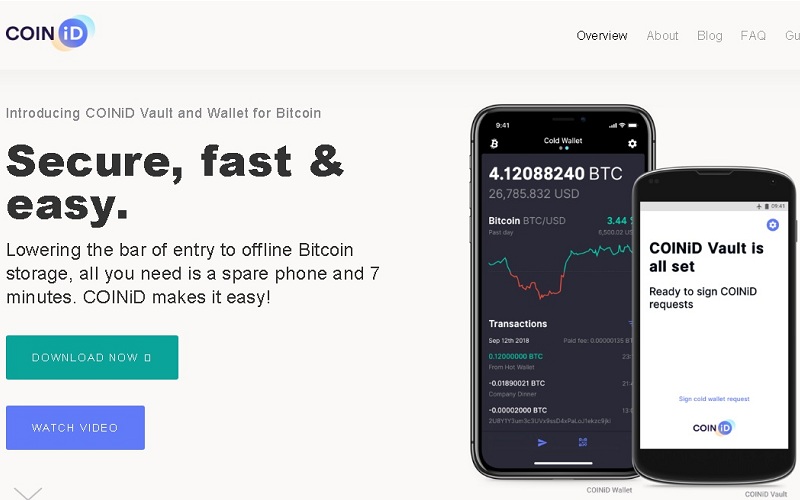 COIN iD
Overview About Blog FAQ Gu
Introducing COINiD Vault and Wallet for Bitcoin
Secure, fast &
easy.
Lowering the bar of entry to offline Bitcoin
storage, all you need is a spare phone and 7
minutes. COINiD makes it easy!
DOWNLOAD NOW
WATCH VIDEO
9:41
Cold Wallet
4.12088240 BTC
26,785.832 USD
Bitcoin BTC/USD 3.44
Past day 6,500.02 US
Transactions
Sep 12th 2018 Paid fee: 0.00000135 BT
0.12000000 BTC
From Hot Wallet
-0.01890021 BTC
Company Dinner
-0.00002000 BTC
COINiD Wallet
09:41
COINiD Vault is
all set
Ready to sign COINiD
requests
Sign cold wallet request
COIN iD
COINiD Vault